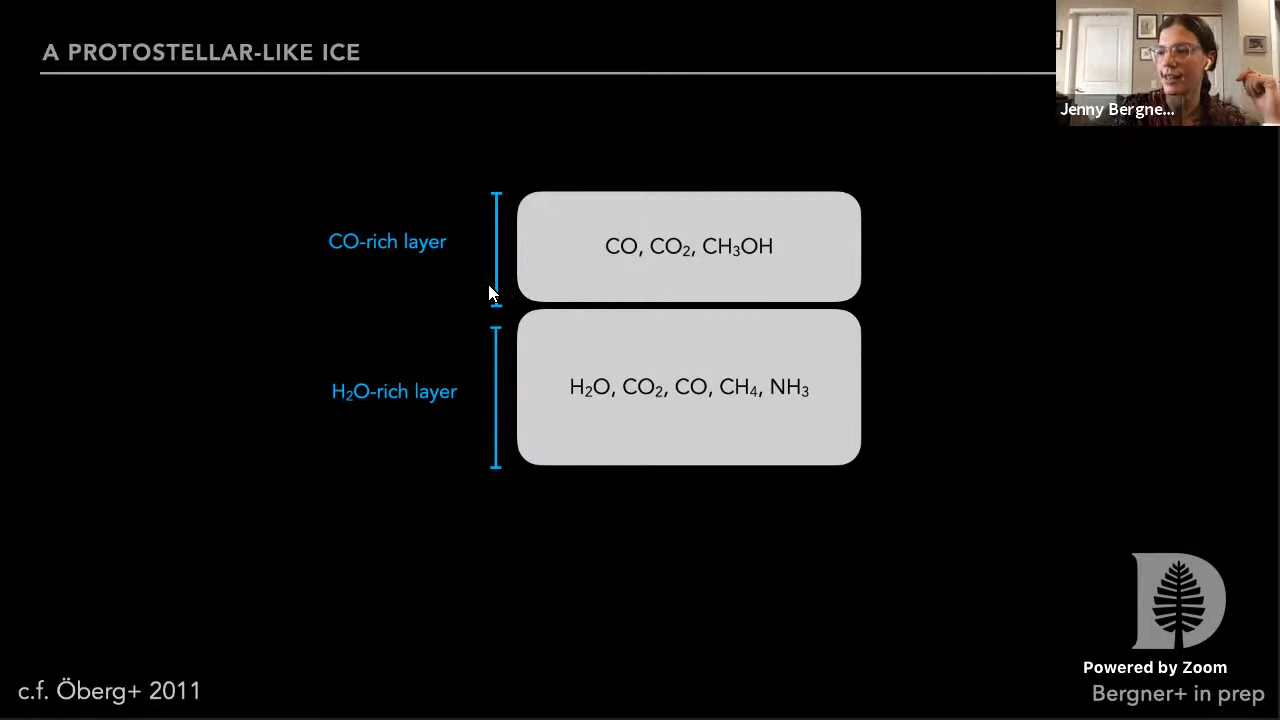 A PROTOSTELLAR-LIKE ICE
Jenny Bergne...
CO-rich layer
CO, CO₂, CH₃OH
H₂O-rich layer
H₂O, CO₂, CO, CH₄, NH₃
D
Powered by Zoom
c.f. Öberg+ 2011
Bergner+ in prep